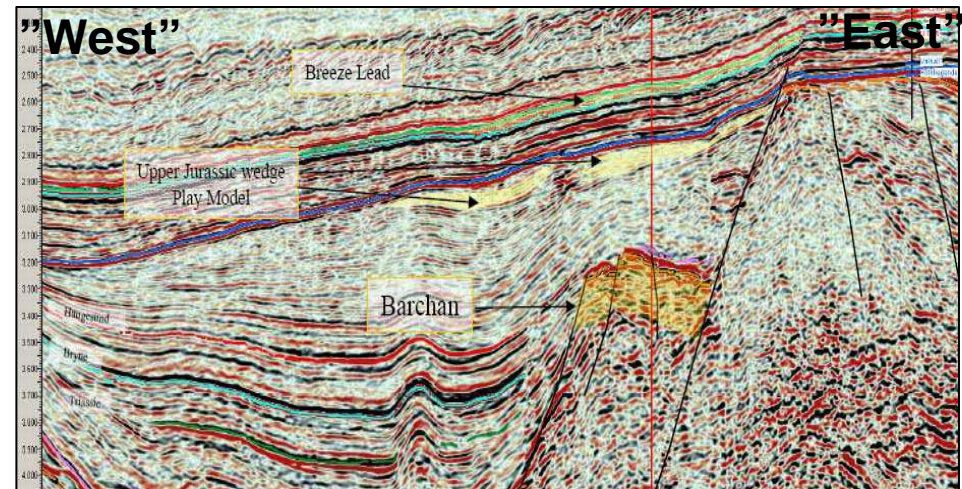 ”West”
”East”
Breeze Lead
Upper Jurassic wedge
Play Model
Barchan
Haugesund
Bryne
Triassic
2.400
2.500
2.600
2.700
2.800
2.900
3.000
3.100
3.200
3.300
3.400
3.500
3.600
3.700
3.800
3.900
4.000